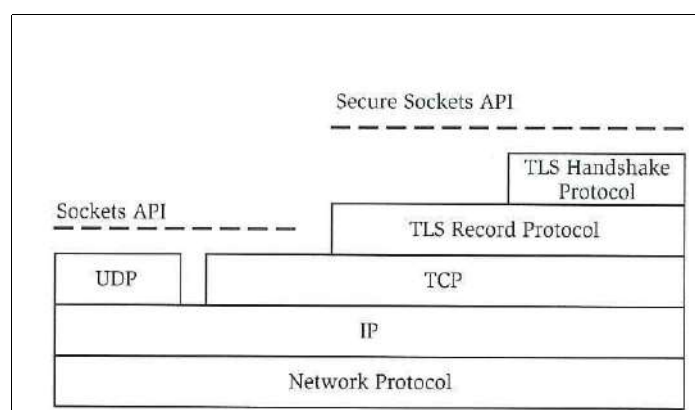 Secure Sockets API
TLS Handshake
Protocol
Sockets API
TLS Record Protocol
UDP
TCP
IP
Network Protocol